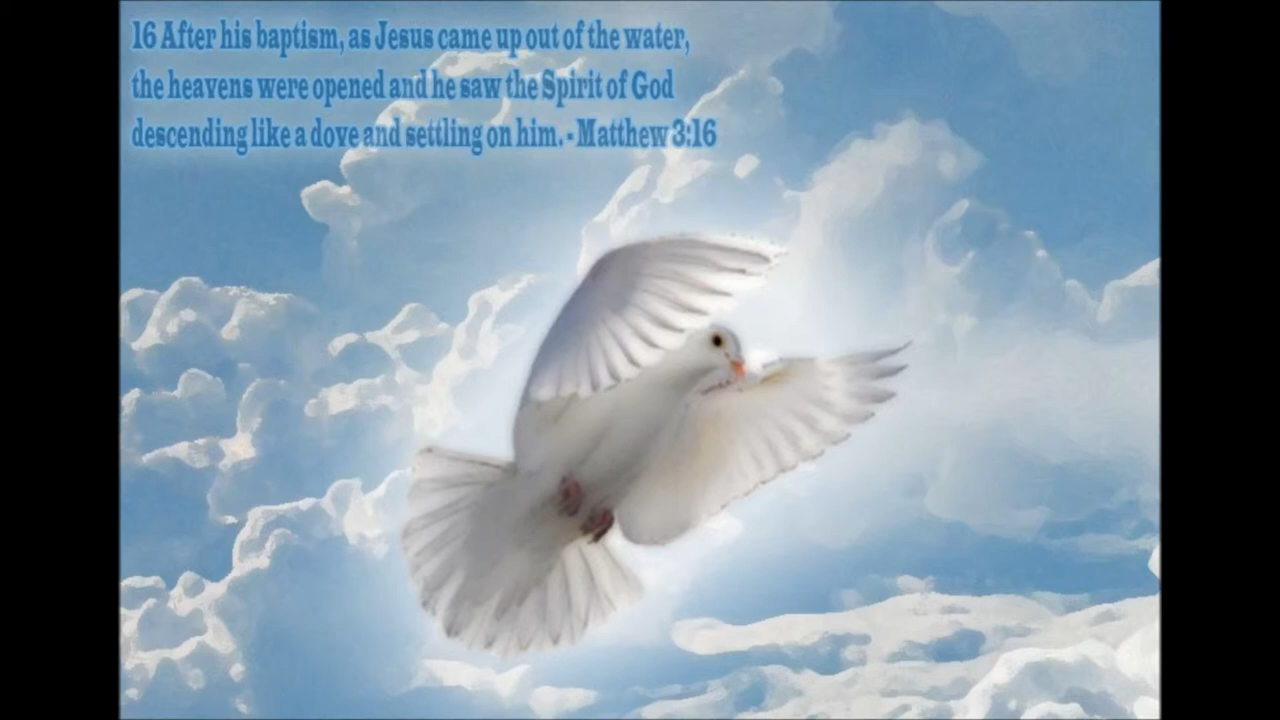 16 After his baptism, as Jesus came up out of the water,
the heavens were opened and he saw the Spirit of God
descending like a dove and settling on him. - Matthew 3:16